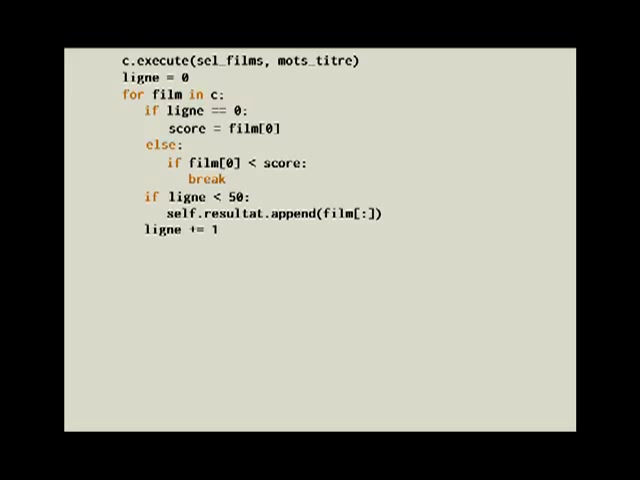 c.execute(sel_films, mots_titre)
ligne = 0
for film in c:
if ligne == 0:
score = film[0]
else:
if film[0] < score:
break
if ligne < 50:
self.resultat.append(film[:])
ligne += 1